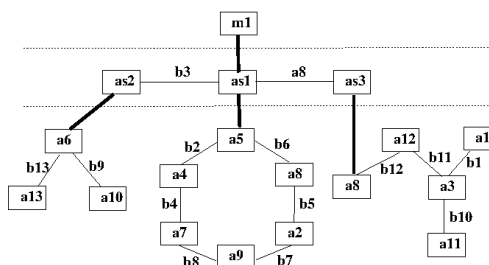 m1
b3 a8
as2 as1 as3
a6 a5 a12 a1
b2 b6 b11 b1
b13 b9 a4 a8 b12 a8 a3
a13 a10 b4 b5 b10
a7 a2 a11
b8 a9 b7